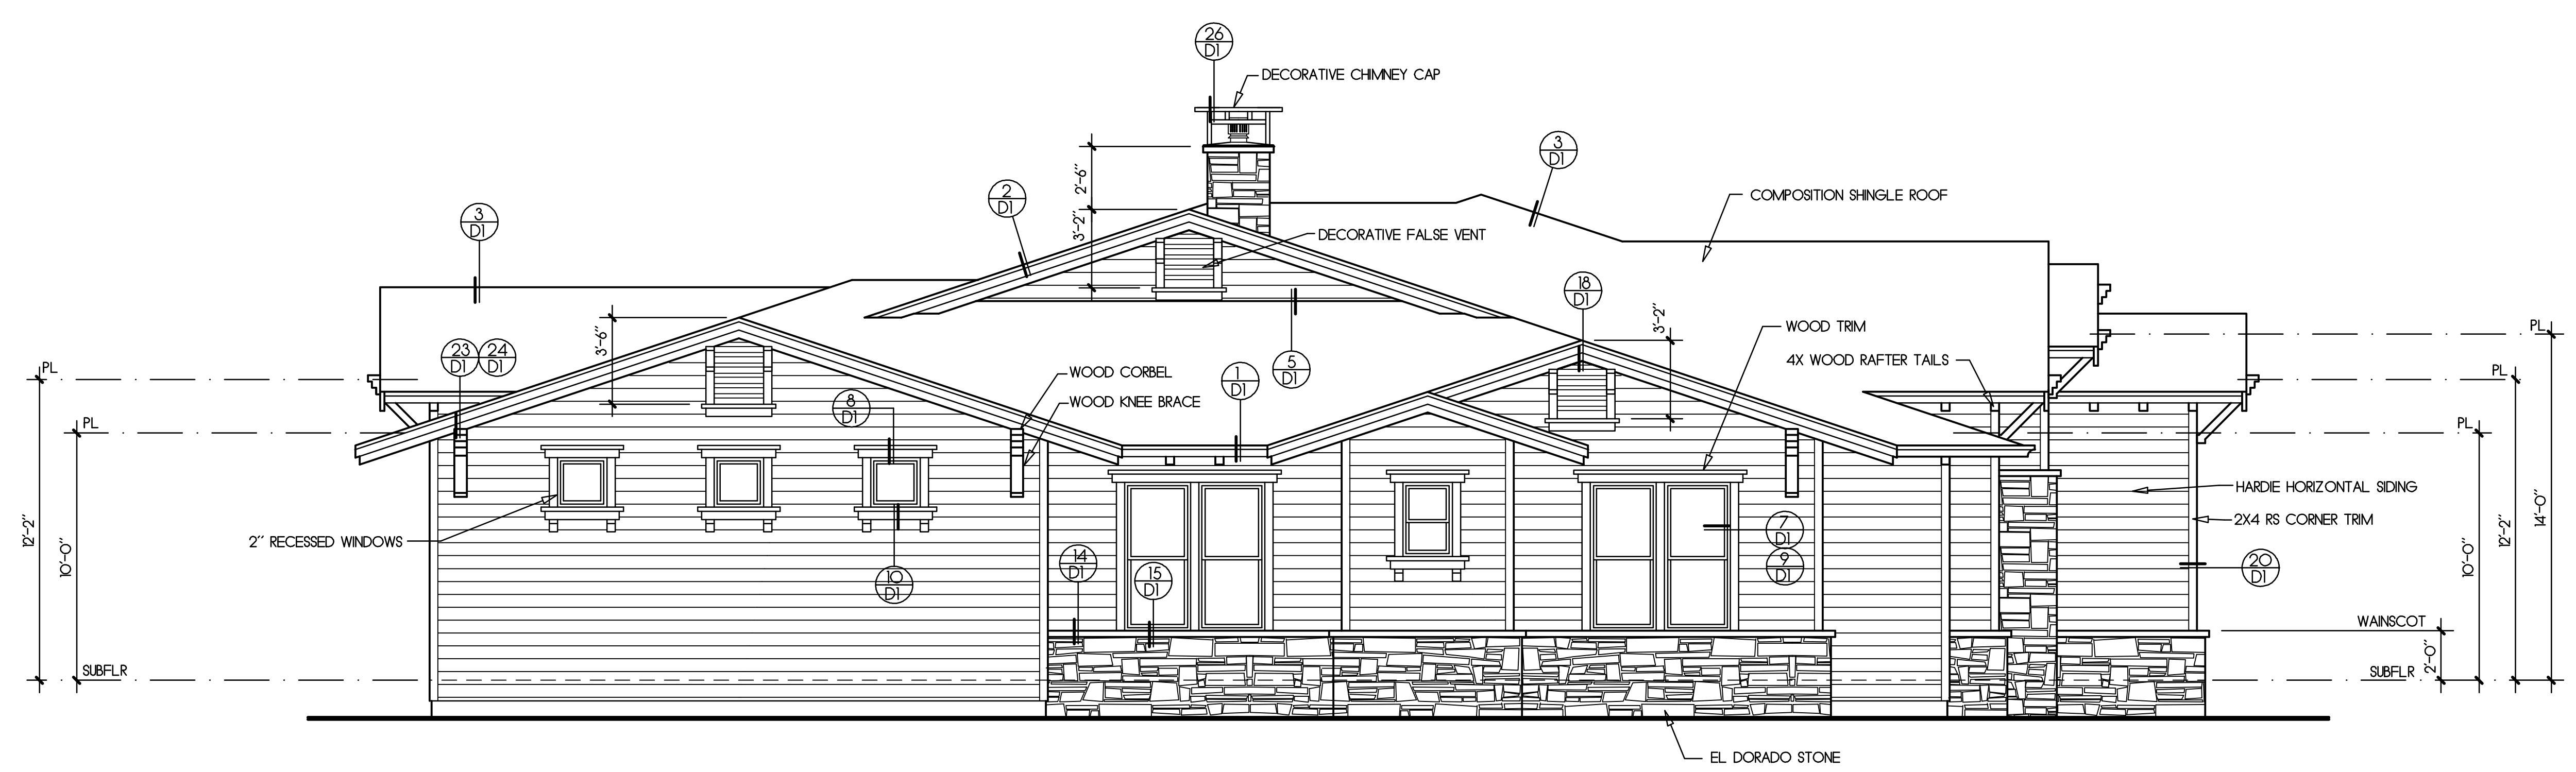 26
D1
DECORATIVE CHIMNEY CAP
3
D1
2'-6"
2
D1
COMPOSITION SHINGLE ROOF
3
D1
3'-2"
DECORATIVE FALSE VENT
18
D1
3'-6"
3'-2"
WOOD TRIM
PL
23
D1
24
D1
5
D1
4X WOOD RAFTER TAILS
PL
PL
WOOD CORBEL
1
D1
WOOD KNEE BRACE
8
D1
PL
PL
HARDIE HORIZONTAL SIDING
2X4 RS CORNER TRIM
12'-2"
10'-0"
2" RECESSED WINDOWS
7
D1
9
D1
14
D1
15
D1
10
D1
20
D1
10'-0"
12'-2"
14'-0"
WAINSCOT
2'-0"
SUBFLR
SUBFLR
EL DORADO STONE